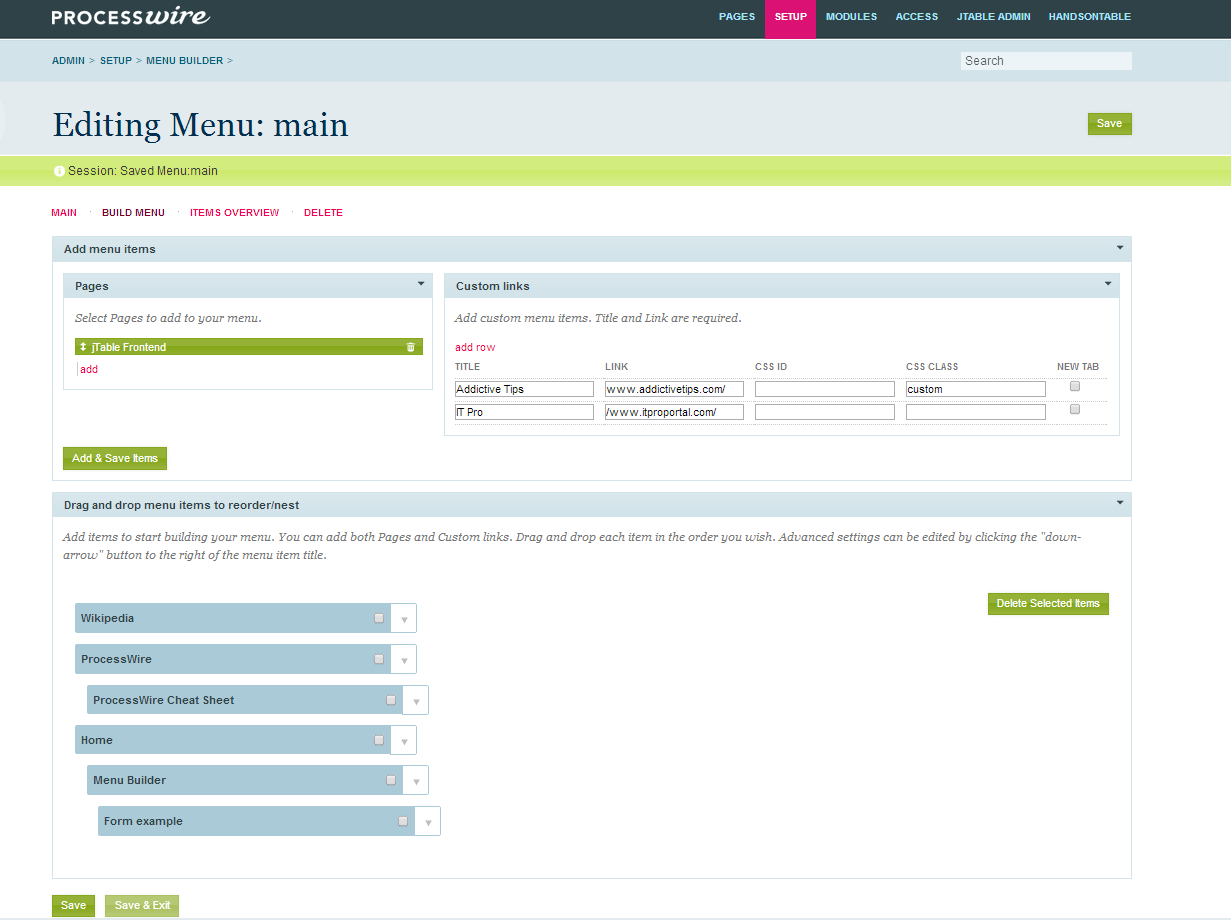 PROCESSwire
PAGES SETUP MODULES ACCESS JTABLE ADMIN HANDSONTABLE
ADMIN > SETUP > MENU BUILDER >
Search
Editing Menu: main
Save
Session: Saved Menu:main
MAIN · BUILD MENU · ITEMS OVERVIEW · DELETE
Add menu items
Pages
Select Pages to add to your menu.
jTable Frontend
add
Custom links
Add custom menu items. Title and Link are required.
add row
TITLE LINK CSS ID CSS CLASS NEW TAB
Addictive Tips www.addictivetips.com/ custom
IT Pro /www.itproportal.com/
Add & Save Items
Drag and drop menu items to reorder/nest
Add items to start building your menu. You can add both Pages and Custom links. Drag and drop each item in the order you wish. Advanced settings can be edited by clicking the "down-
arrow" button to the right of the menu item title.
Delete Selected Items
Wikipedia
ProcessWire
ProcessWire Cheat Sheet
Home
Menu Builder
Form example
Save Save & Exit